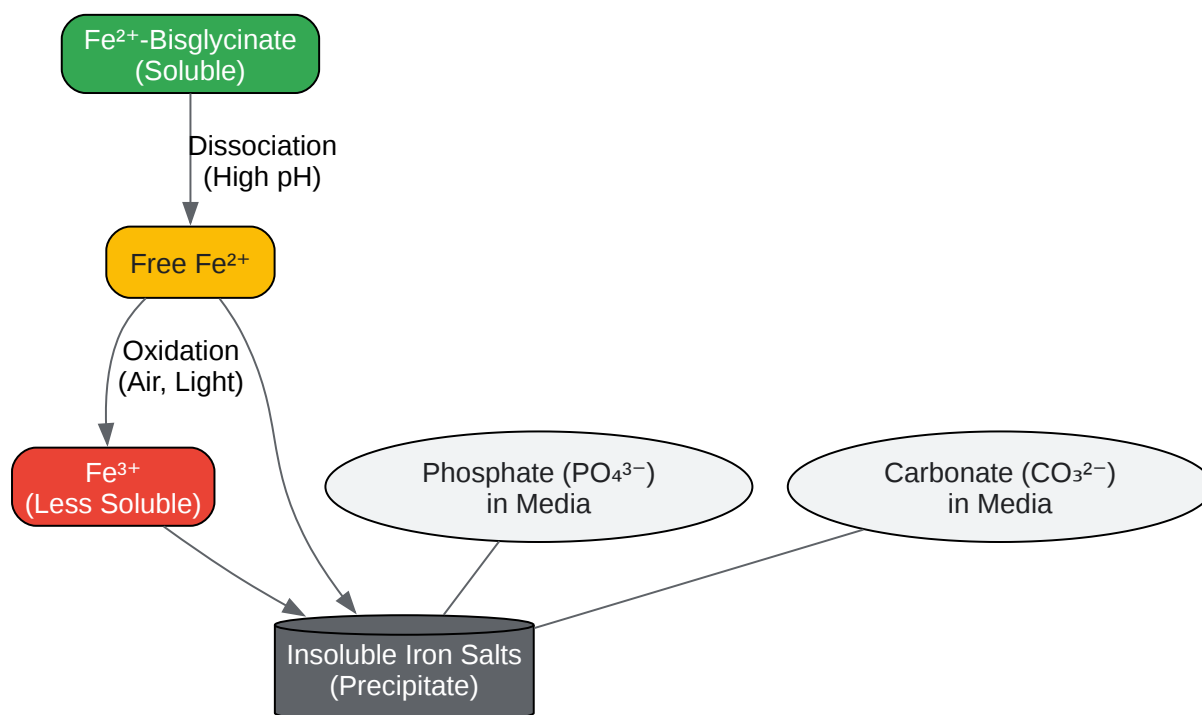 Fe²⁺-Bisglycinate
(Soluble)
Dissociation
(High pH)
Free Fe²⁺
Oxidation
(Air, Light)
Fe³⁺
(Less Soluble)
Phosphate (PO₄³⁻)
in Media
Carbonate (CO₃²⁻)
in Media
Insoluble Iron Salts
(Precipitate)